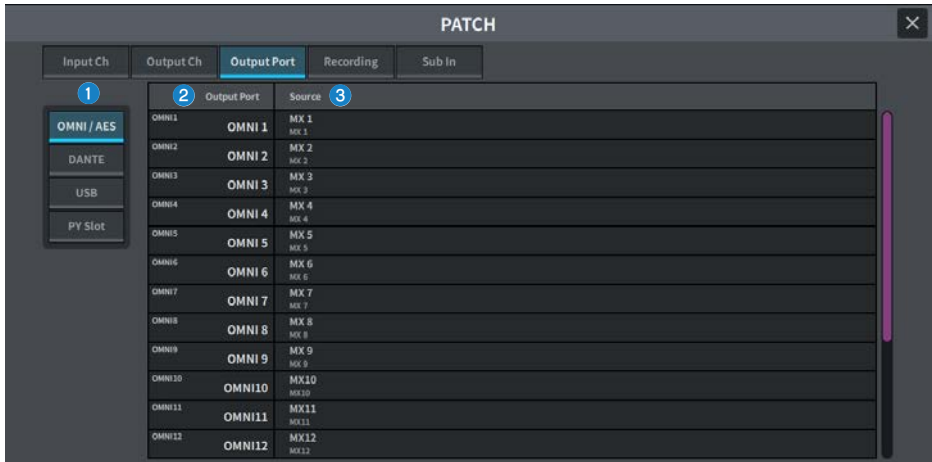 PATCH
Input Ch Output Ch Output Port Recording Sub In
1 2 Output Port Source 3
OMNI / AES
DANTE
USB
PY Slot
OMNI1 OMNI 1 MX 1
MX 1
OMNI2 OMNI 2 MX 2
MX 2
OMNI3 OMNI 3 MX 3
MX 3
OMNI4 OMNI 4 MX 4
MX 4
OMNI5 OMNI 5 MX 5
MX 5
OMNI6 OMNI 6 MX 6
MX 6
OMNI7 OMNI 7 MX 7
MX 7
OMNI8 OMNI 8 MX 8
MX 8
OMNI9 OMNI 9 MX 9
MX 9
OMNI10 OMNI10 MX10
MX10
OMNI11 OMNI11 MX11
MX11
OMNI12 OMNI12 MX12
MX12